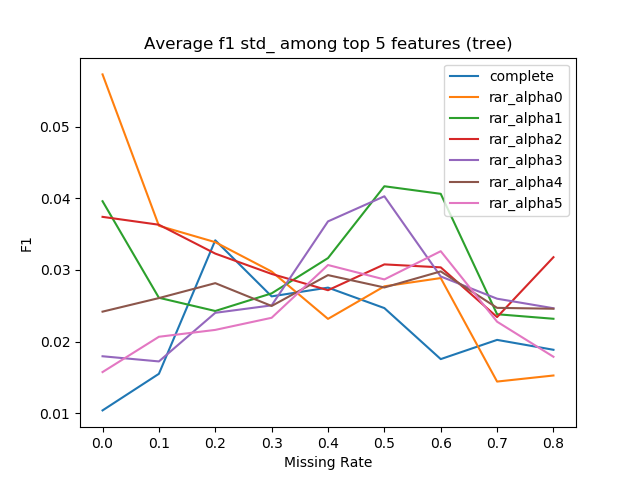 Average f1 std_ among top 5 features (tree)
complete
rar_alpha0
rar_alpha1
rar_alpha2
rar_alpha3
rar_alpha4
rar_alpha5
F1
0.05
0.04
0.03
0.02
0.01
0.0 0.1 0.2 0.3 0.4 0.5 0.6 0.7 0.8
Missing Rate